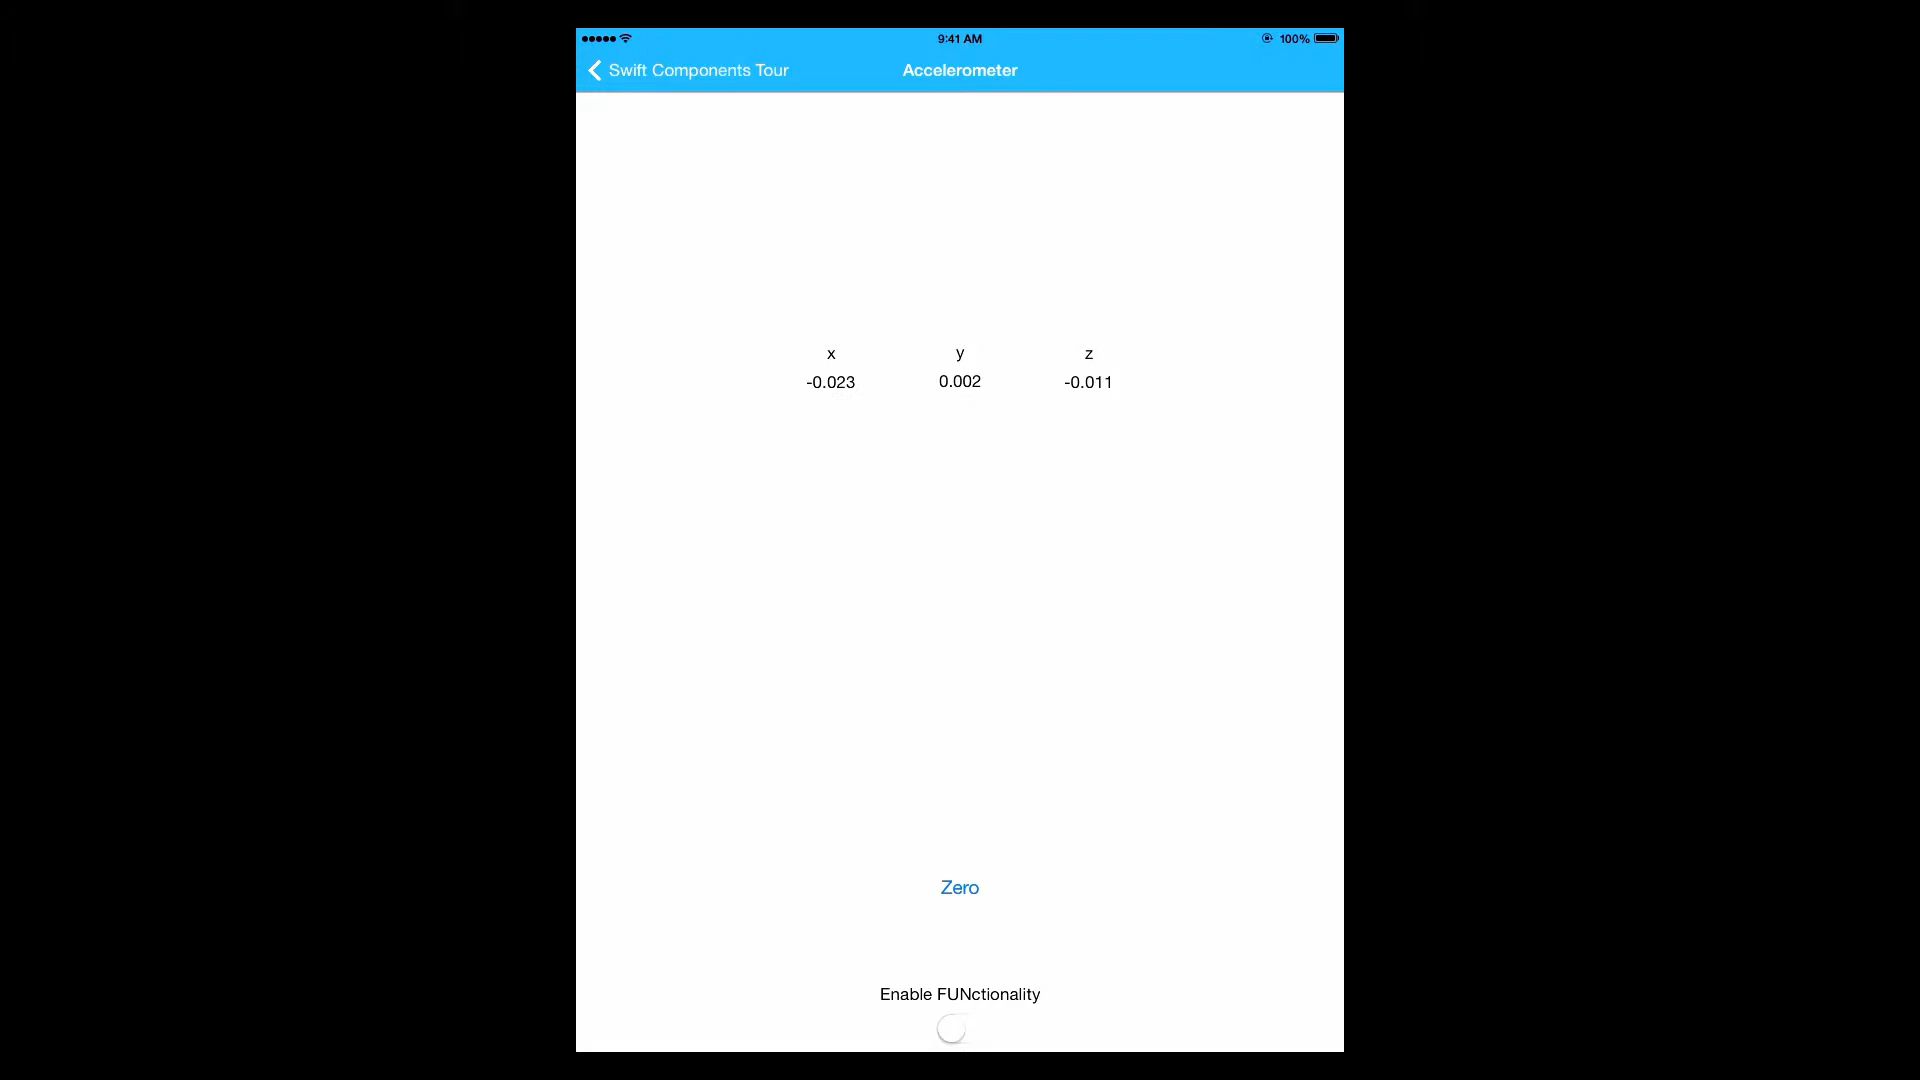 9:41 AM 100%
Swift Components Tour Accelerometer
x y z
-0.023 0.002 -0.011
Zero
Enable FUNctionality